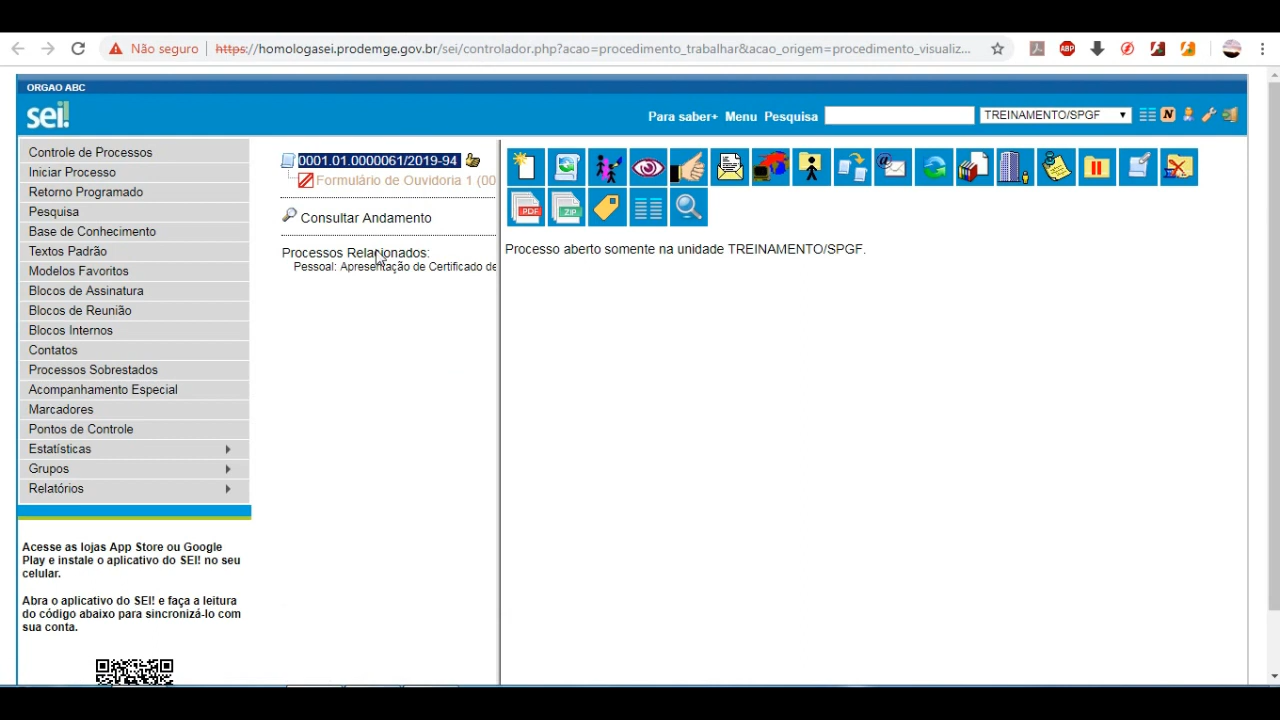 Não seguro
https://homologasei.prodemge.gov.br/sei/controlador.php?acao=procedimento_trabalhar&acao_origem=procedimento_visualiz...
ABP
ORGAO ABC
sei!
Para saber+ Menu Pesquisa
TREINAMENTO/SPGF
N
Controle de Processos
Iniciar Processo
Retorno Programado
Pesquisa
Base de Conhecimento
Textos Padrão
Modelos Favoritos
Blocos de Assinatura
Blocos de Reunião
Blocos Internos
Contatos
Processos Sobrestados
Acompanhamento Especial
Marcadores
Pontos de Controle
Estatísticas
Grupos
Relatórios
Acesse as lojas App Store ou Google
Play e instale o aplicativo do SEI! no seu
celular.
Abra o aplicativo do SEI! e faça a leitura
do código abaixo para sincronizá-lo com
sua conta.
0001.01.0000061/2019-94
Formulário de Ouvidoria 1 (00
Consultar Andamento
Processos Relacionados:
Pessoal: Apresentação de Certificado de
PDF
ZIP
Processo aberto somente na unidade TREINAMENTO/SPGF.